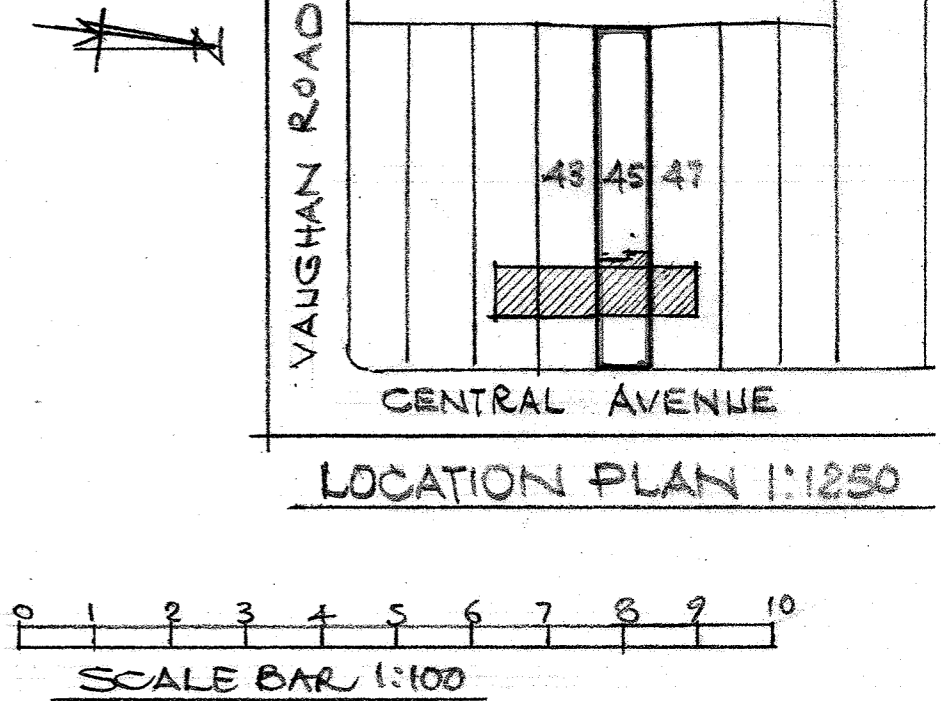 VAUGHAN ROAD
43 45 47
CENTRAL AVENUE
LOCATION PLAN 1:1250
0 1 2 3 4 5 6 7 8 9 10
SCALE BAR 1:100